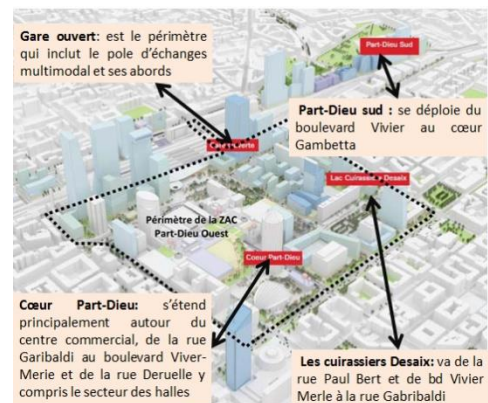 Gare ouvert: est le périmètre
qui inclut le pole d'échanges
multimodal et ses abords
Part-Dieu Sud
Part-Dieu sud : se déploie du
boulevard Vivier au cœur
Gambetta
Lac Cuirassiers Desaix
Périmètre de la ZAC
Part-Dieu Ouest
Coeur Part-Dieu
Cœur Part-Dieu: s'étend
principalement autour du
centre commercial, de la rue
Garibaldi au boulevard Viver-
Merie et de la rue Deruelle y
compris le secteur des halles
Les cuirassiers Desaix: va de la
rue Paul Bert et de bd Vivier
Merle à la rue Gabribaldi